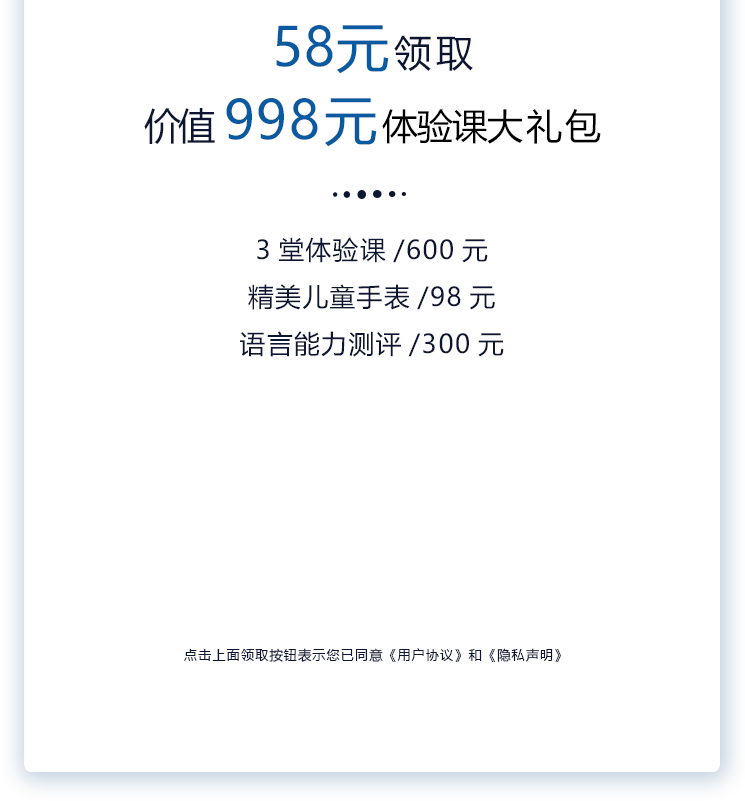 58元领取
价值 998元体验课大礼包
3 堂体验课 /600 元
精美儿童手表 /98 元
语言能力测评 /300 元
点击上面领取按钮表示您已同意《用户协议》和《隐私声明》